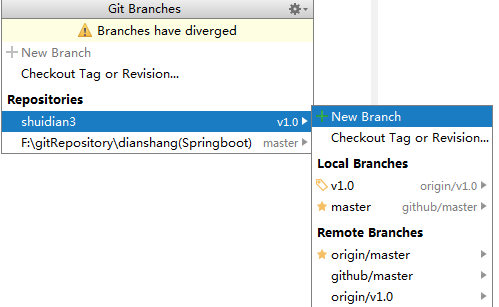 Git Branches
Branches have diverged
New Branch
Checkout Tag or Revision...
Repositories
shuidian3 v1.0
F:\gitRepository\dianshang(Springboot) master
New Branch
Checkout Tag or Revision...
Local Branches
v1.0 origin/v1.0
master github/master
Remote Branches
origin/master
github/master
origin/v1.0